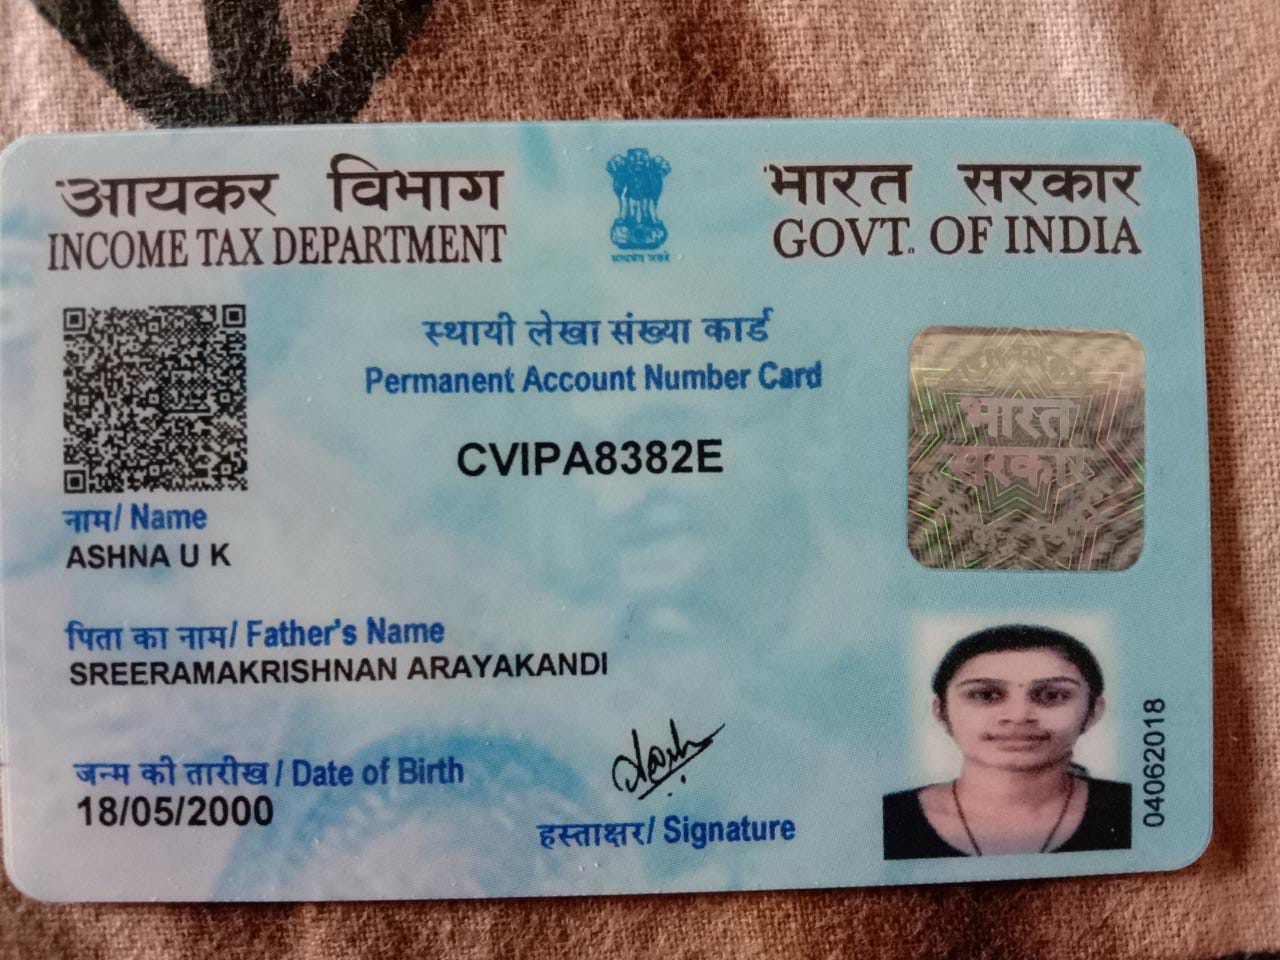 आयकर विभाग
INCOME TAX DEPARTMENT
भारत सरकार
GOVT. OF INDIA
सत्यमेव जयते
स्थायी लेखा संख्या कार्ड
Permanent Account Number Card
CVIPA8382E
भारत
सरकार
नाम/ Name
ASHNA U K
पिता का नाम/ Father's Name
SREERAMAKRISHNAN ARAYAKANDI
जन्म की तारीख / Date of Birth
18/05/2000
हस्ताक्षर/ Signature
04062018